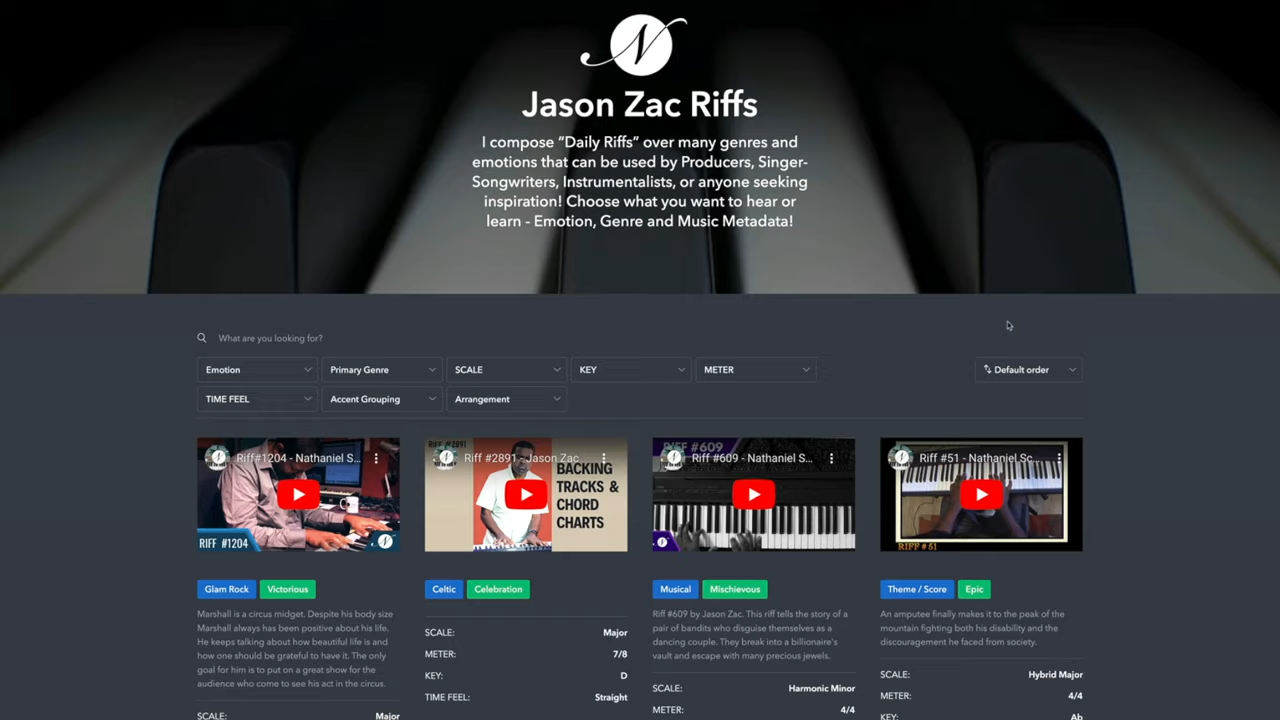 N
Jason Zac Riffs
I compose "Daily Riffs" over many genres and
emotions that can be used by Producers, Singer-
Songwriters, Instrumentalists, or anyone seeking
inspiration! Choose what you want to hear or
learn - Emotion, Genre and Music Metadata!
What are you looking for?
Emotion
Primary Genre
SCALE
KEY
METER
Default order
TIME FEEL
Accent Grouping
Arrangement
Riff#1204 - Nathaniel S...
RIFF #1204
Riff #2891 - Jason Zac
RIFF #2891
BACKING
TRACKS &
CHORD
CHARTS
RIFF #609
Riff #609 - Nathaniel S...
Riff #51 - Nathaniel Sc...
RIFF # 51
Glam Rock
Victorious
Marshall is a circus midget. Despite his body size
Marshall always has been positive about his life.
He keeps talking about how beautiful life is and
how one should be grateful to have it. The only
goal for him is to put on a great show for the
audience who come to see his act in the circus.
SCALE:
Major
Celtic
Celebration
SCALE:
Major
METER:
7/8
KEY:
D
TIME FEEL:
Straight
Musical
Mischievous
Riff #609 by Jason Zac. This riff tells the story of a
pair of bandits who disguise themselves as a
dancing couple. They break into a billionaire's
vault and escape with many precious jewels.
SCALE:
Harmonic Minor
METER:
4/4
Theme / Score
Epic
An amputee finally makes it to the peak of the
mountain fighting both his disability and the
discouragement he faced from society.
SCALE:
Hybrid Major
METER:
4/4
KEY:
Ab